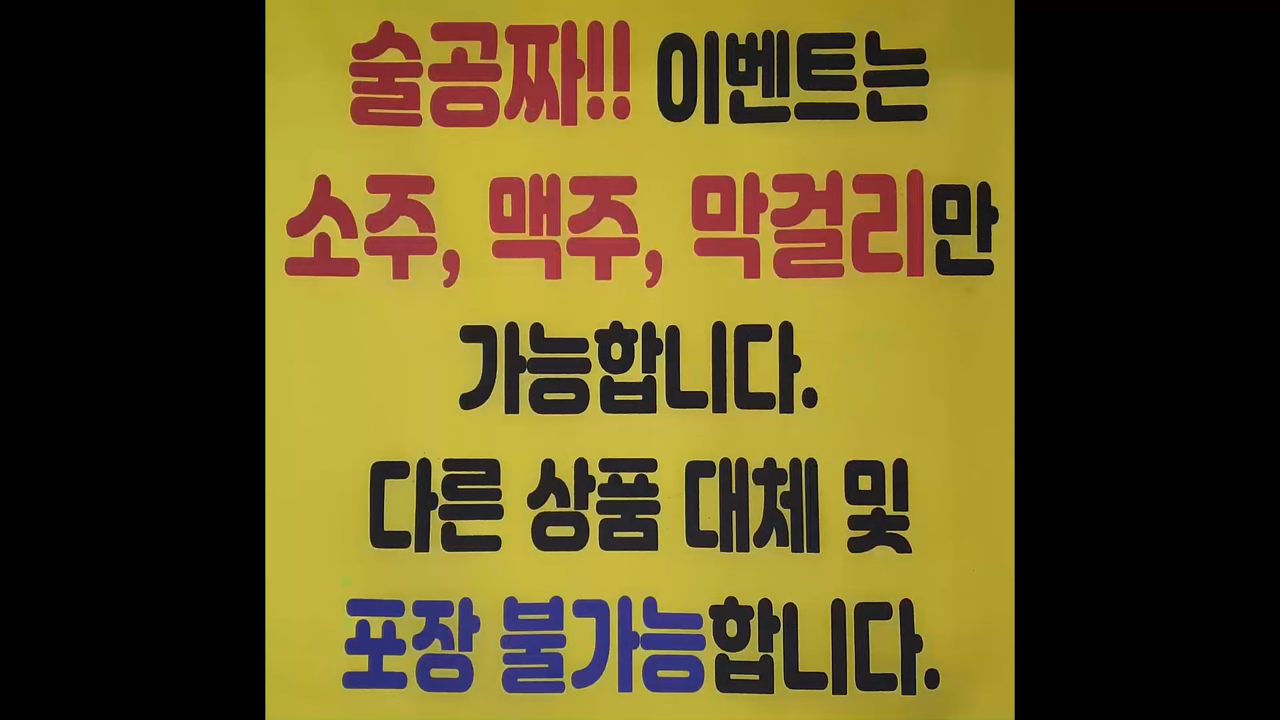 술공짜!! 이벤트는
소주, 맥주, 막걸리만
가능합니다.
다른 상품 대체 및
포장 불가능합니다.